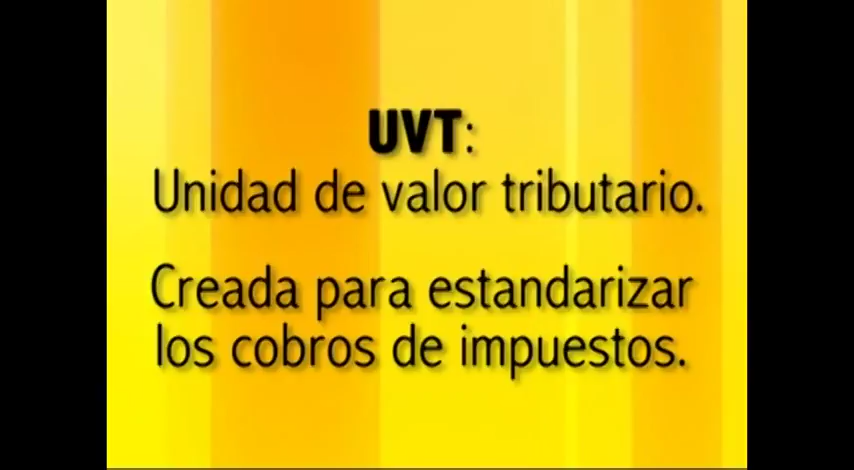 UVT:
Unidad de valor tributario.
Creada para estandarizar
los cobros de impuestos.